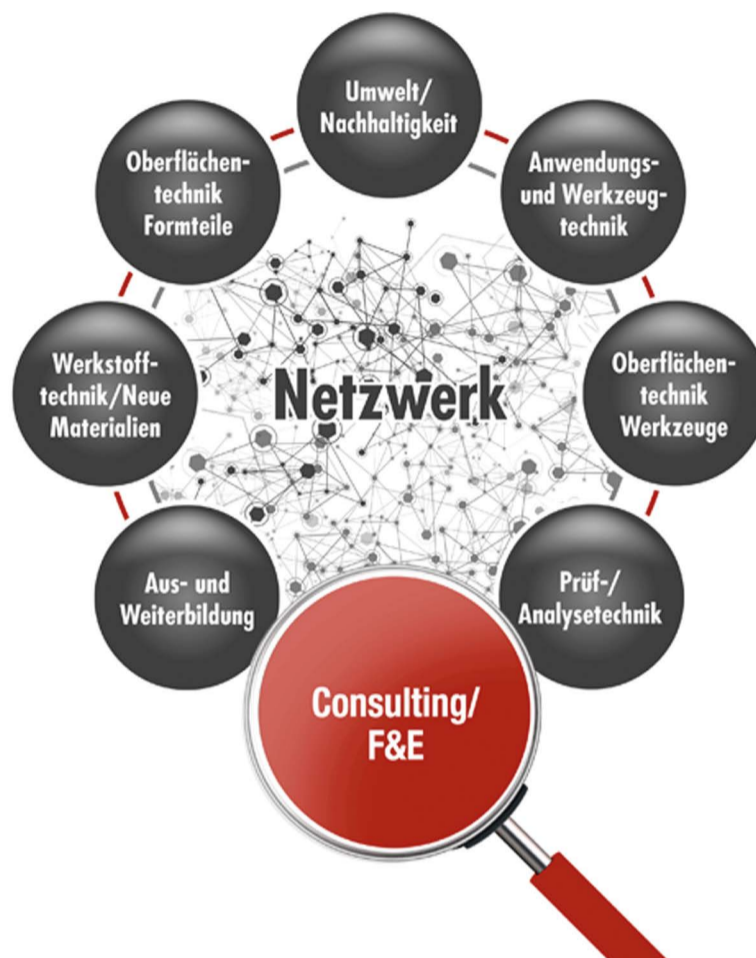 Umwelt/
Nachhaltigkeit
Oberflächen-
technik
Formteile
Anwendungs-
und Werkzeug-
technik
Werkstoff-
technik/Neue
Materialien
Netzwerk
Oberflächen-
technik
Werkzeuge
Aus- und
Weiterbildung
Prüf-/
Analysetechnik
Consulting/
F&E